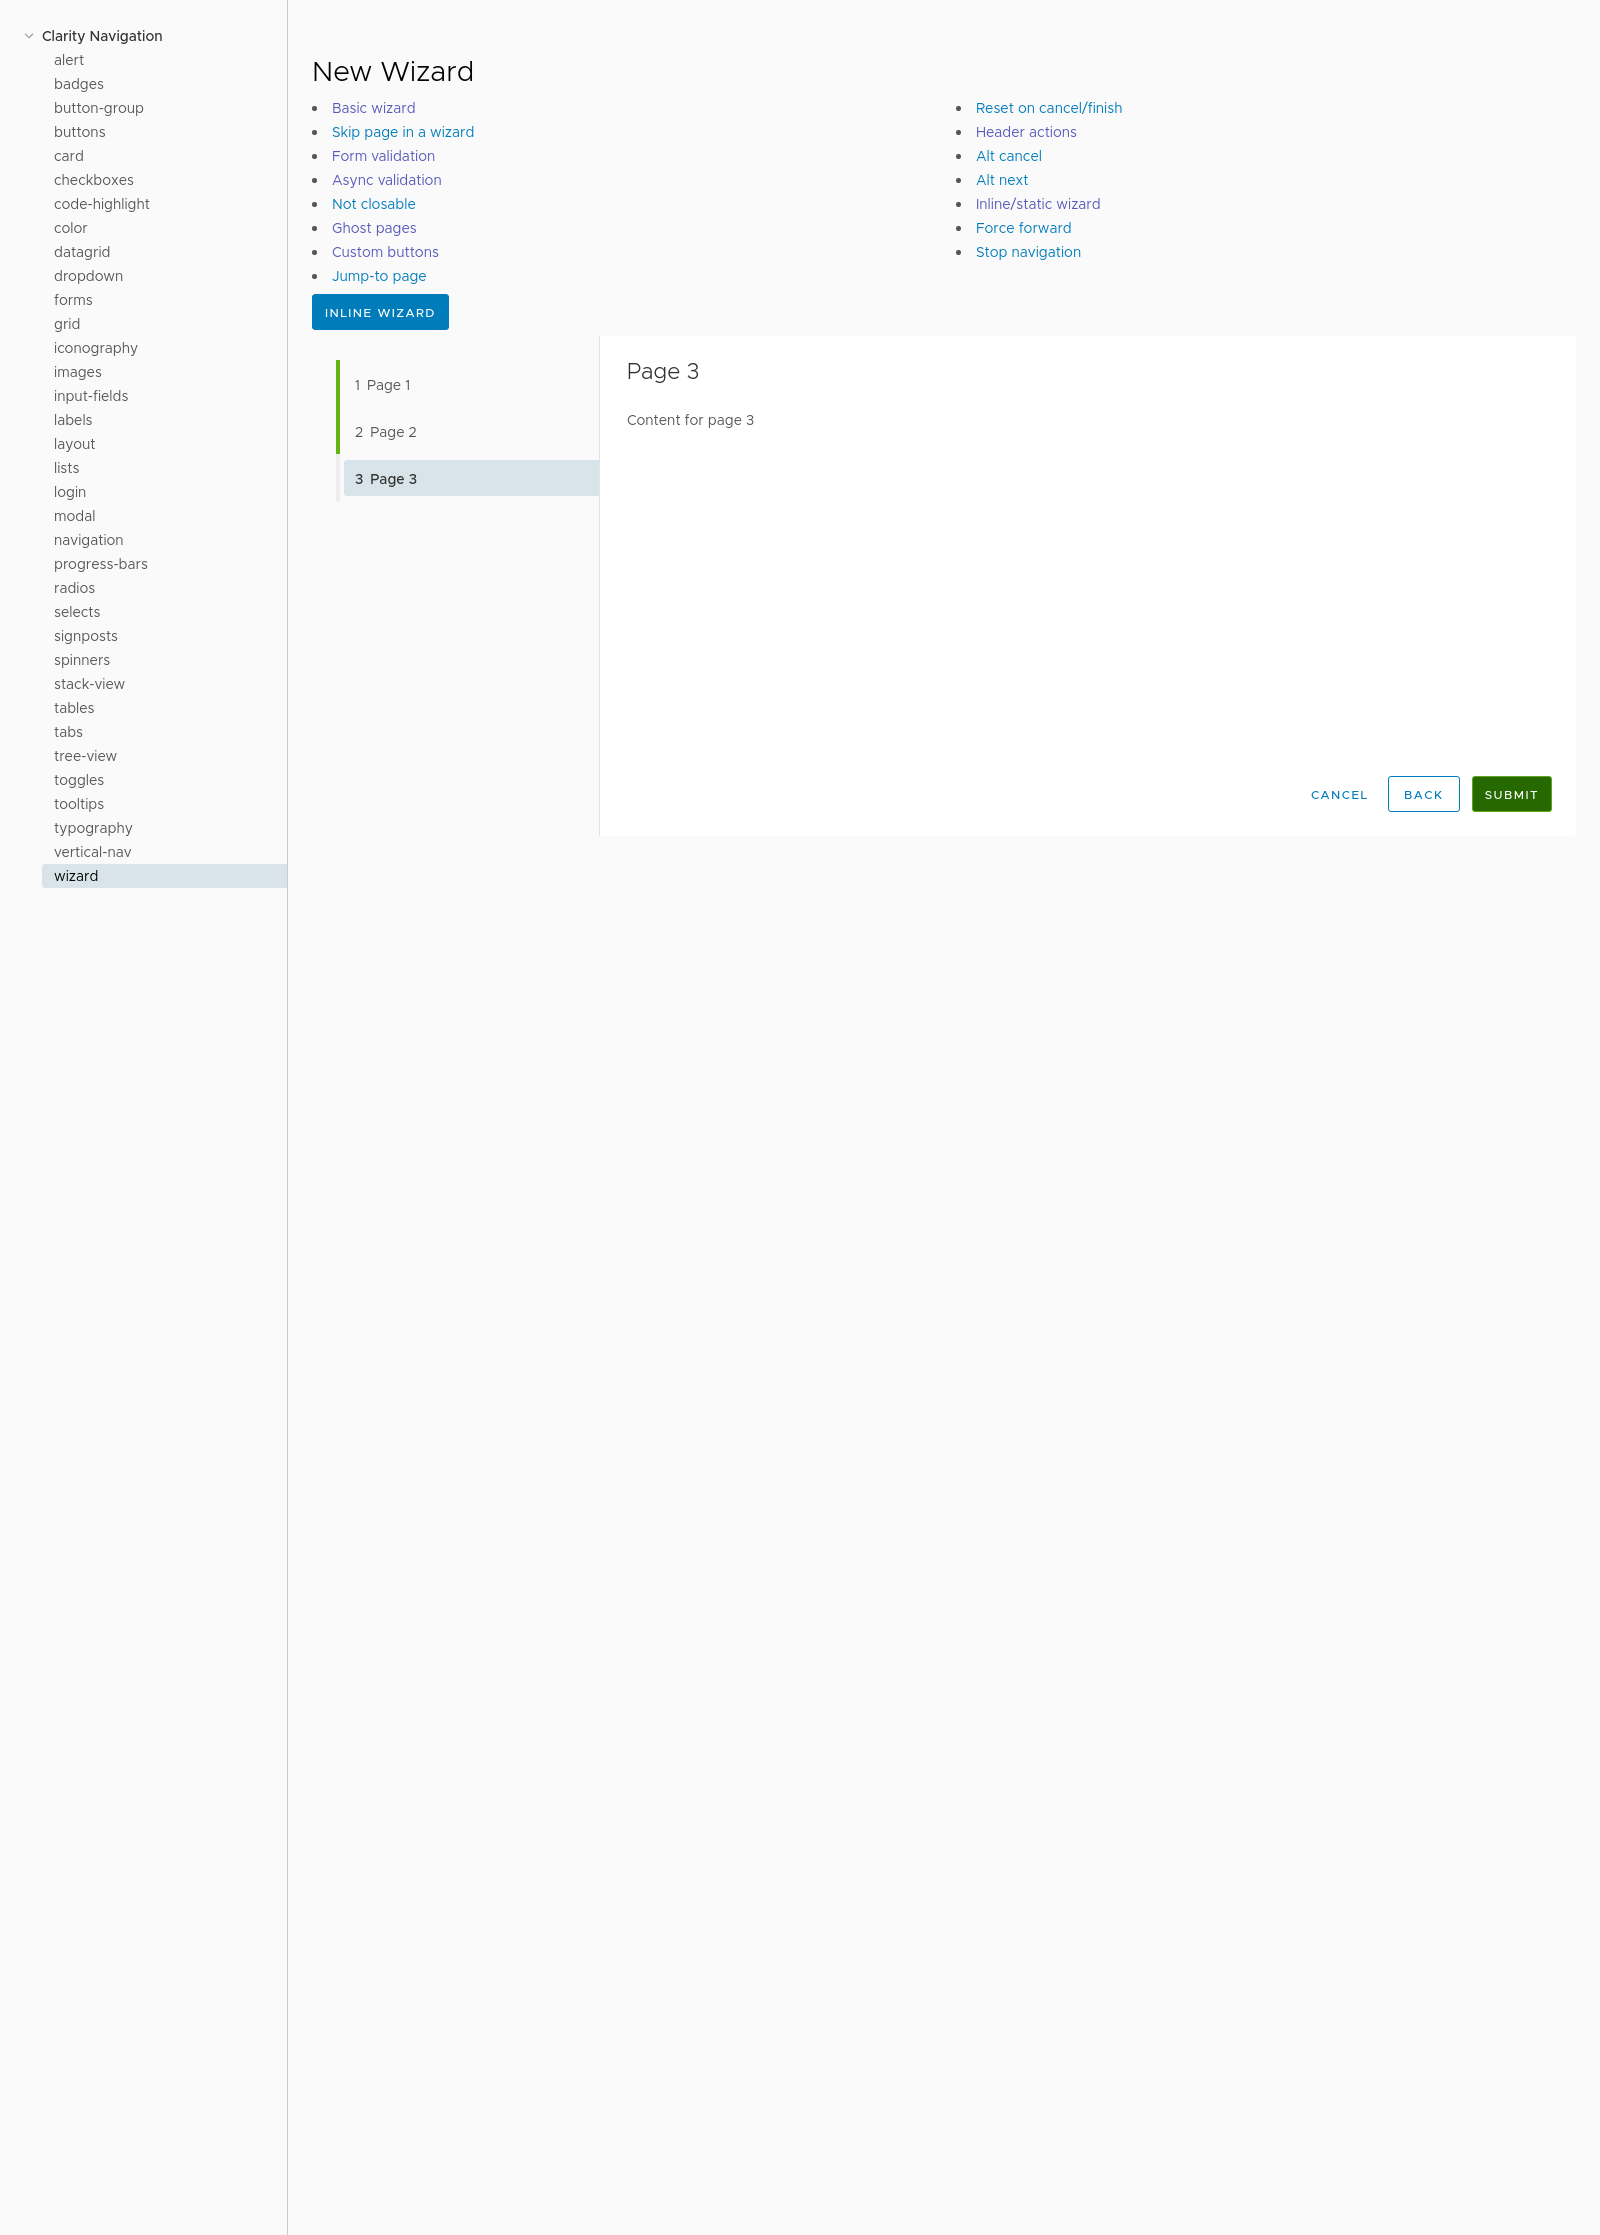 Clarity Navigation
alert
badges
button-group
buttons
card
checkboxes
code-highlight
color
datagrid
dropdown
forms
grid
iconography
images
input-fields
labels
layout
lists
login
modal
navigation
progress-bars
radios
selects
signposts
spinners
stack-view
tables
tabs
tree-view
toggles
tooltips
typography
vertical-nav
wizard
New Wizard
Basic wizard
Skip page in a wizard
Form validation
Async validation
Not closable
Ghost pages
Custom buttons
Jump-to page
Reset on cancel/finish
Header actions
Alt cancel
Alt next
Inline/static wizard
Force forward
Stop navigation
INLINE WIZARD
1 Page 1
2 Page 2
3 Page 3
Page 3
Content for page 3
CANCEL
BACK
SUBMIT